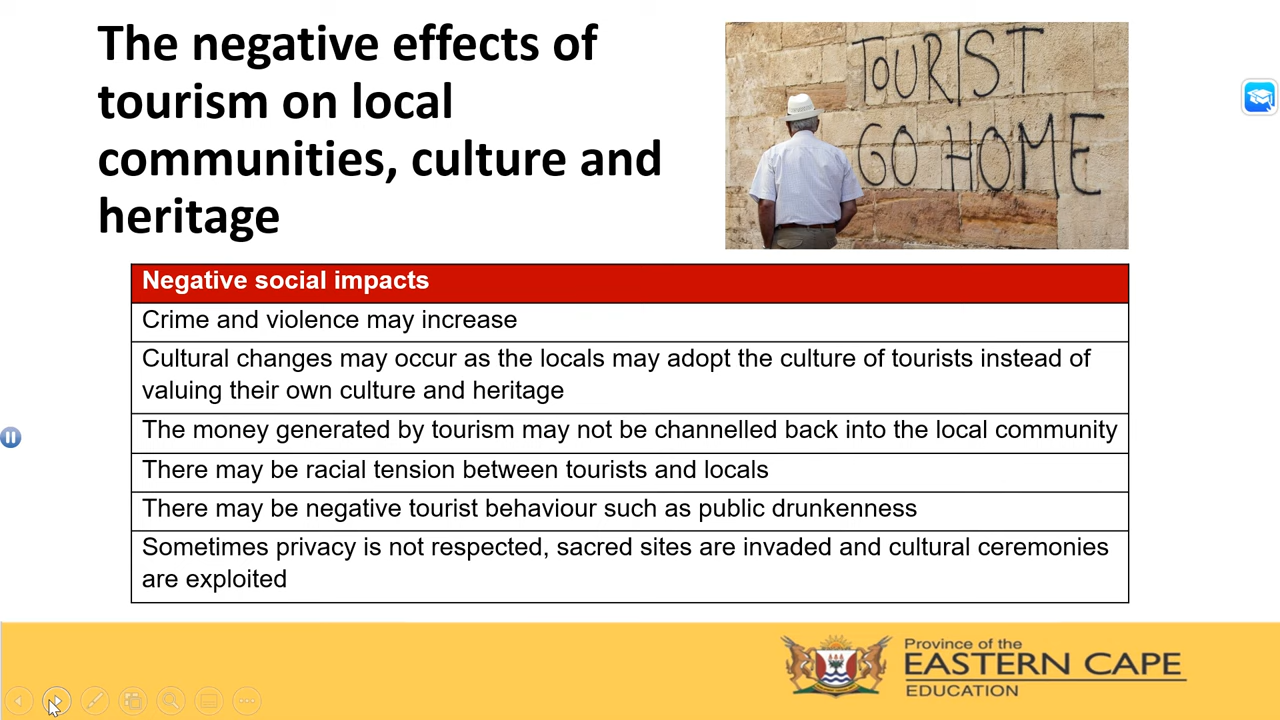 The negative effects of
tourism on local
communities, culture and
heritage
TOURIST
GO HOME
Negative social impacts
Crime and violence may increase
Cultural changes may occur as the locals may adopt the culture of tourists instead of
valuing their own culture and heritage
The money generated by tourism may not be channelled back into the local community
There may be racial tension between tourists and locals
There may be negative tourist behaviour such as public drunkenness
Sometimes privacy is not respected, sacred sites are invaded and cultural ceremonies
are exploited
Province of the
EASTERN CAPE
EDUCATION